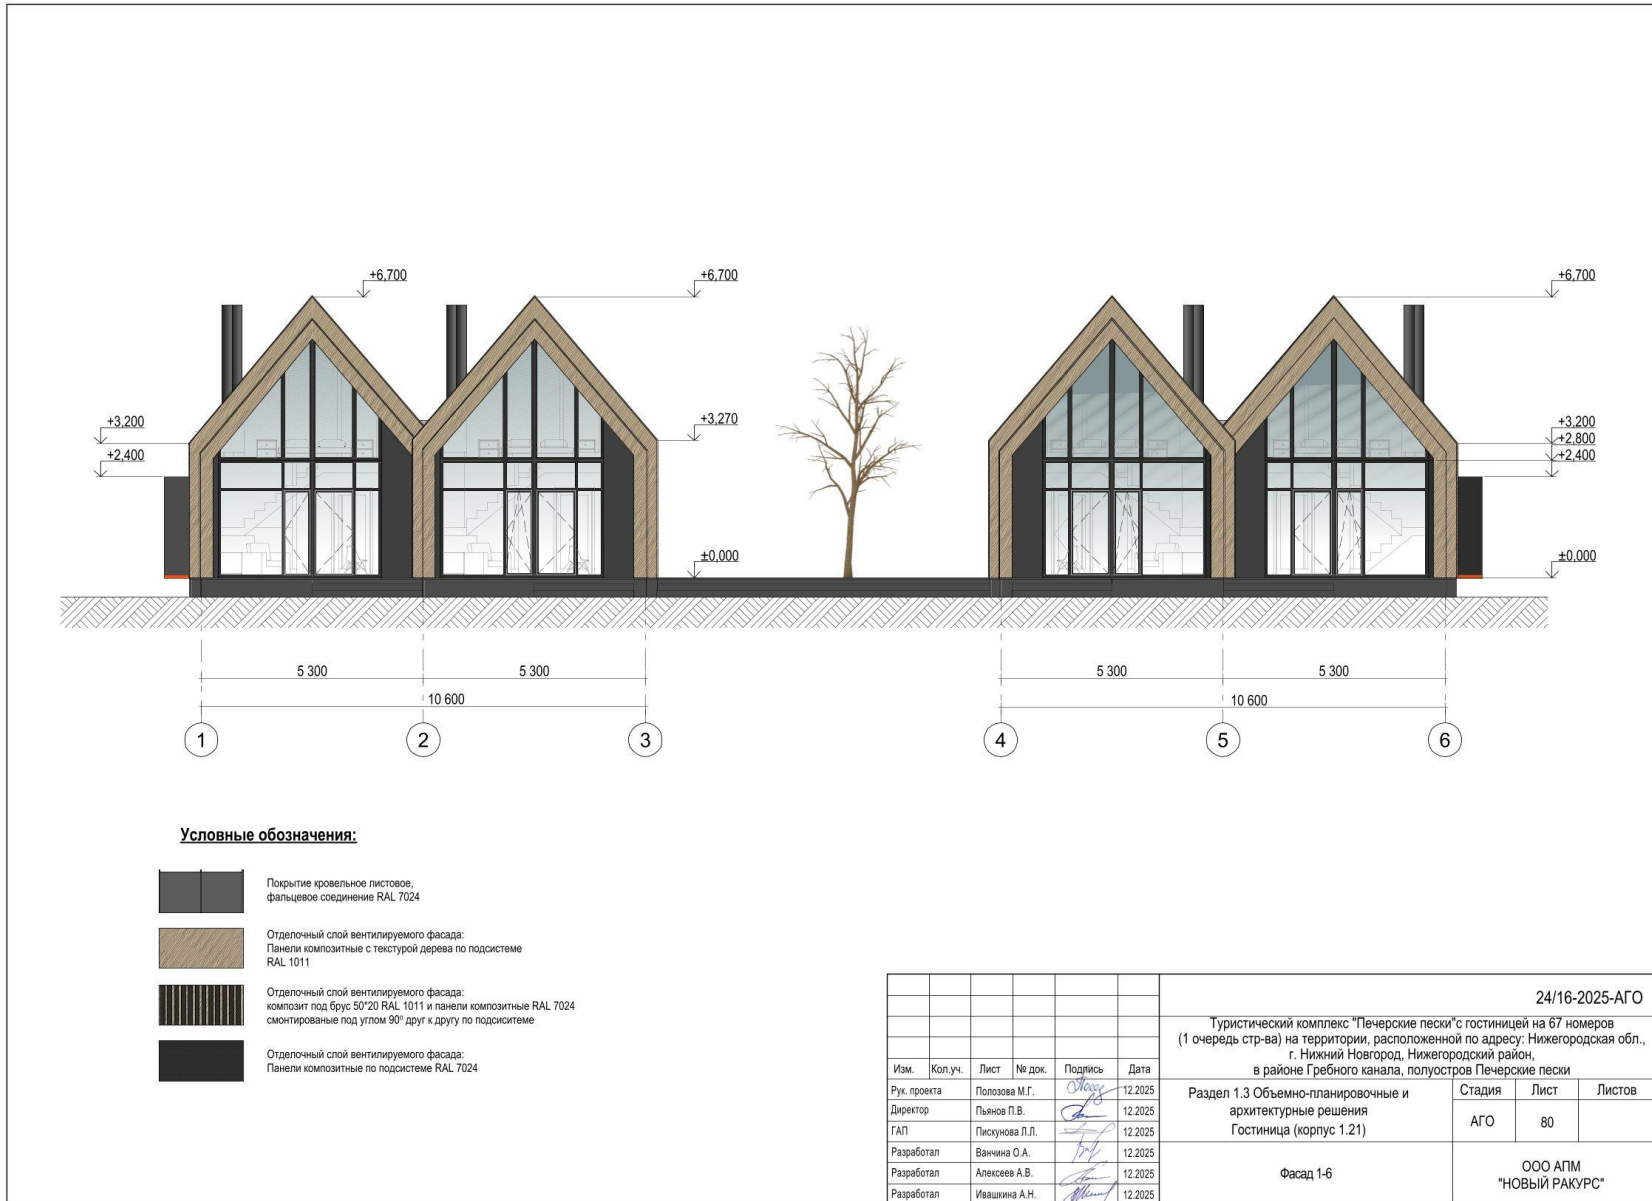 +6,700
+6,700
+6,700
+3,200
+2,400
+3,270
±0,000
+3,200
+2,800
+2,400
±0,000
5 300
5 300
5 300
5 300
10 600
10 600
1
2
3
4
5
6
Условные обозначения:
Покрытие кровельное листовое,
фальцевое соединение RAL 7024
Отделочный слой вентилируемого фасада:
Панели композитные с текстурой дерева по подсистеме
RAL 1011
Отделочный слой вентилируемого фасада:
композит под брус 50*20 RAL 1011 и панели композитные RAL 7024
смонтированые под углом 90º друг к другу по подсиситеме
Отделочный слой вентилируемого фасада:
Панели композитные по подсистеме RAL 7024
24/16-2025-АГО
Туристический комплекс "Печерские пески"с гостиницей на 67 номеров
(1 очередь стр-ва) на территории, расположенной по адресу: Нижегородская обл.,
г. Нижний Новгород, Нижегородский район,
в районе Гребного канала, полуостров Печерские пески
Изм. Кол.уч. Лист № док. Подпись Дата
Рук. проекта Полозова М.Г. 12.2025
Директор Пьянов П.В. 12.2025
ГАП Пискунова Л.Л. 12.2025
Разработал Ванчина О.А. 12.2025
Разработал Алексеев А.В. 12.2025
Разработал Ивашкина А.Н. 12.2025
Раздел 1.3 Объемно-планировочные и
архитектурные решения
Гостиница (корпус 1.21)
Стадия Лист Листов
АГО 80
Фасад 1-6
ООО АПМ
"НОВЫЙ РАКУРС"